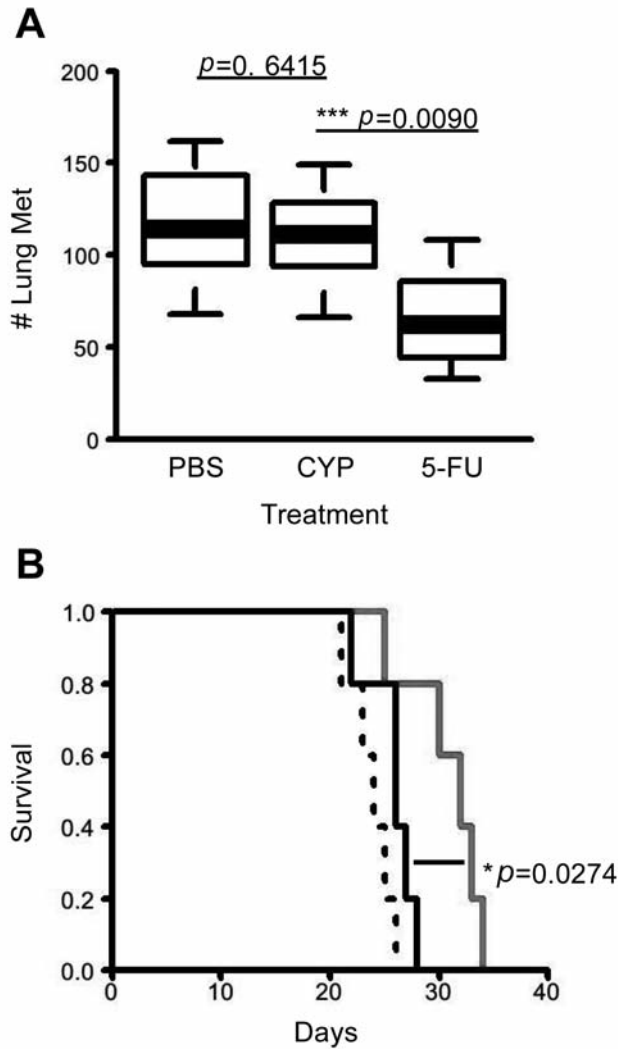 A
p=0. 6415
*** p=0.0090
200
150
100
50
0
# Lung Met
PBS CYP 5-FU
Treatment
B
1.0
0.8
0.6
0.4
0.2
0.0
Survival
*p=0.0274
0 20 30 40
Days